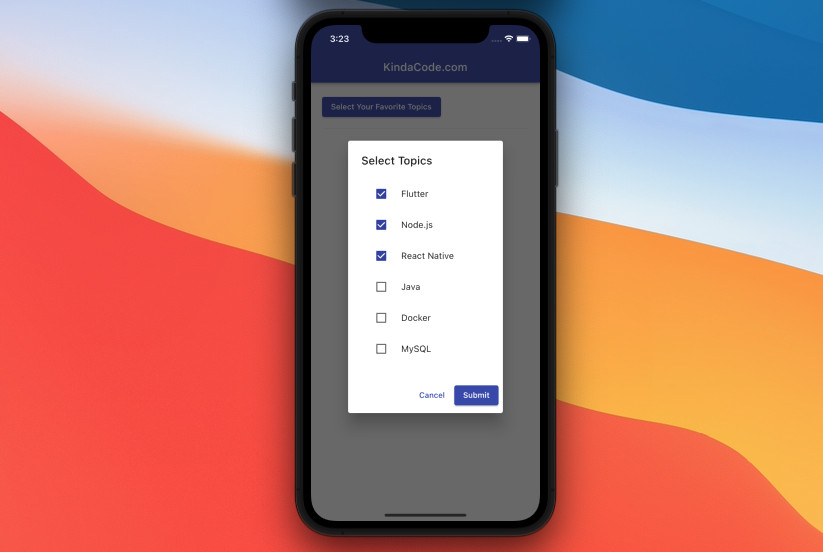 3:23
KindaCode.com
Select Your Favorite Topics
Select Topics
Flutter
Node.js
React Native
Java
Docker
MySQL
Cancel Submit